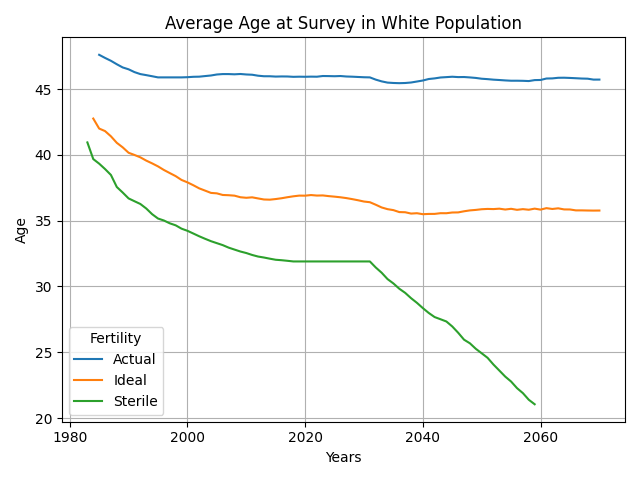 Average Age at Survey in White Population
Age
45
40
35
30
25
20
Fertility
Actual
Ideal
Sterile
1980
2000
2020
2040
2060
Years